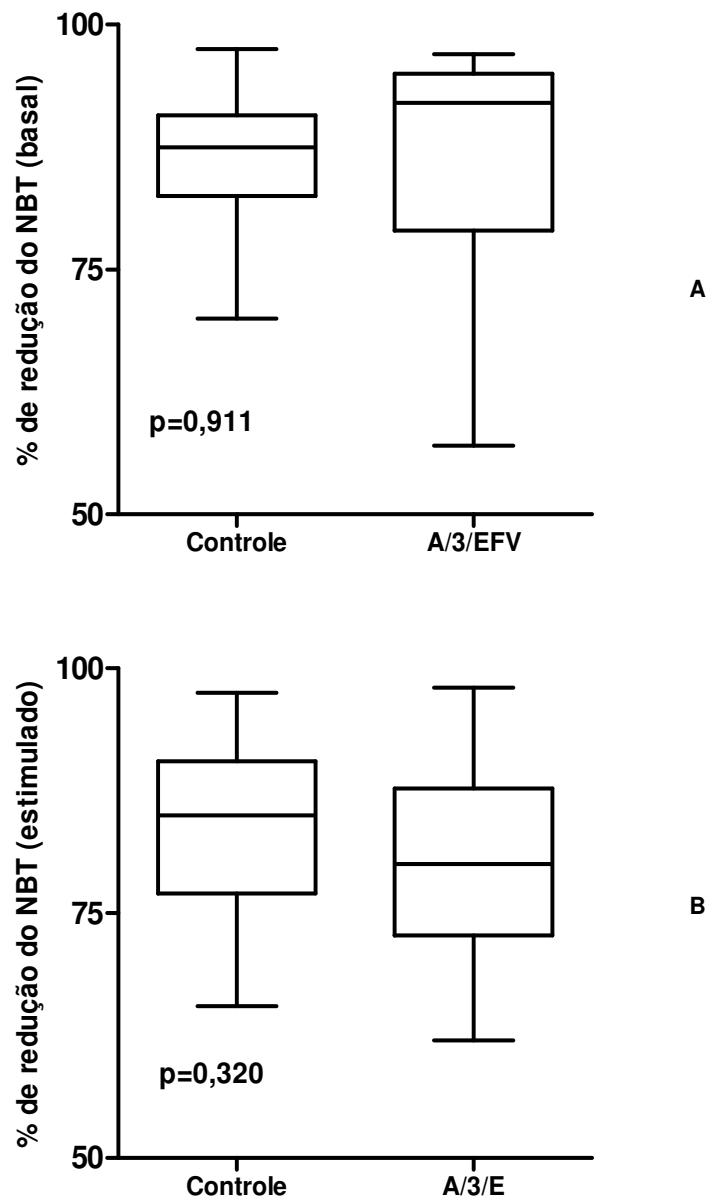 100
75
50
% de redução do NBT (basal)
p=0,911
Controle
A/3/EFV
A
100
75
50
% de redução do NBT (estimulado)
p=0,320
Controle
A/3/E
B